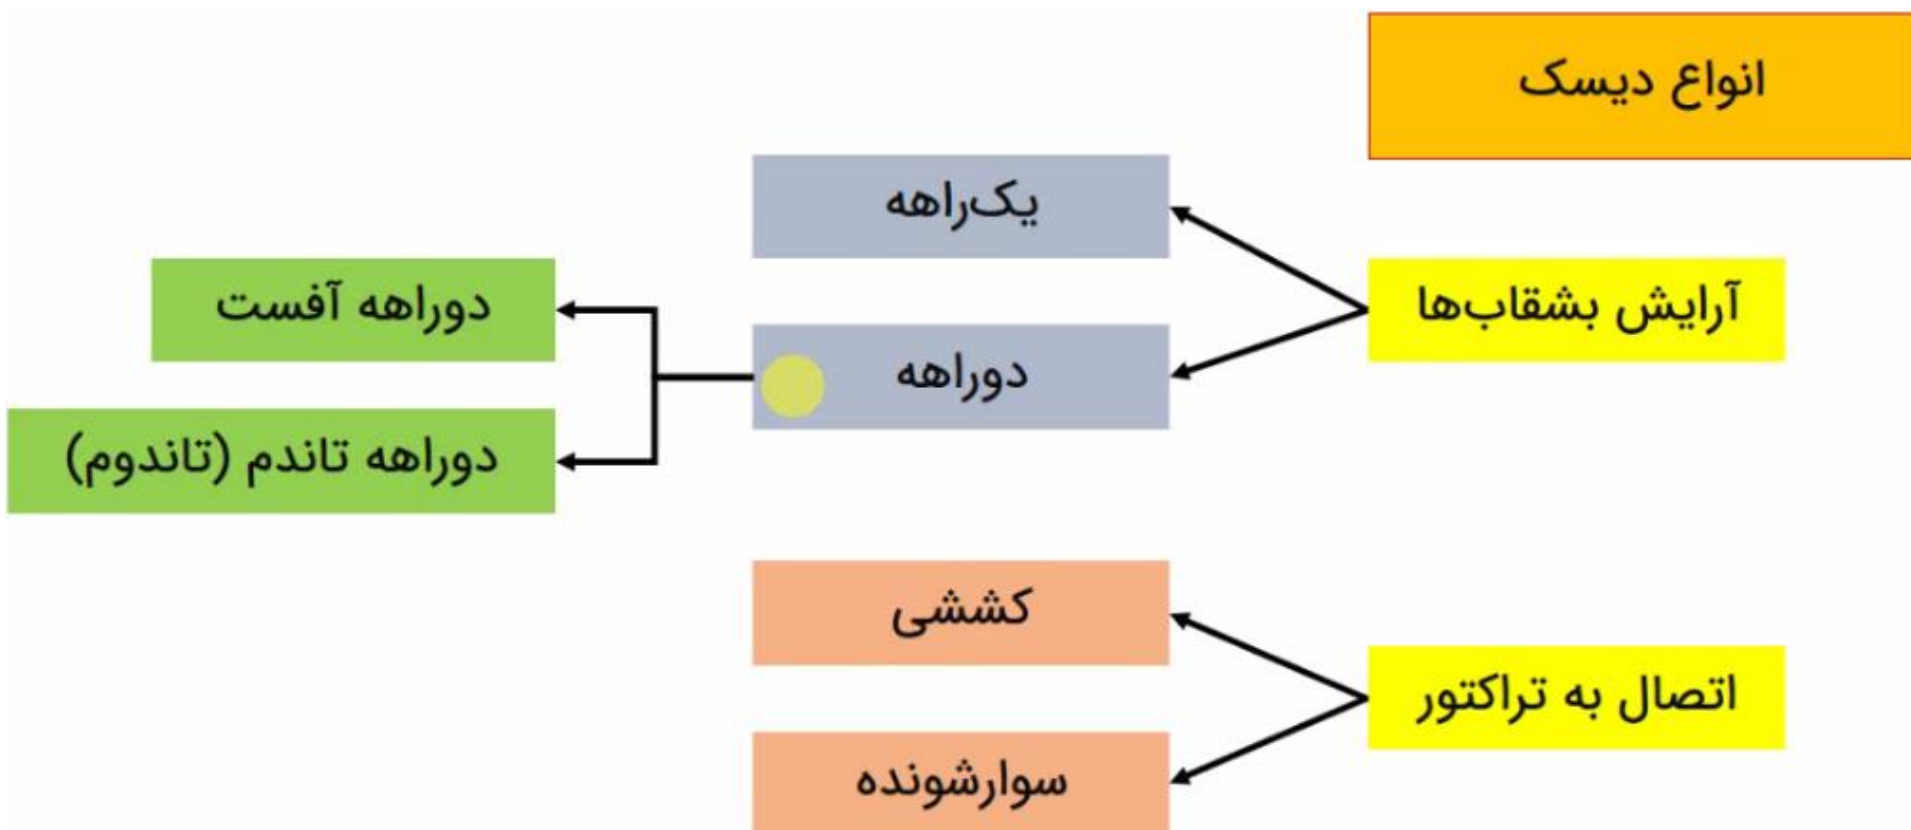 انواع دیسک
آرایش بشقاب‌ها
یک‌راهه
دوراهه
دوراهه آفست
دوراهه تاندم (تاندوم)
اتصال به تراکتور
کششی
سوارشونده